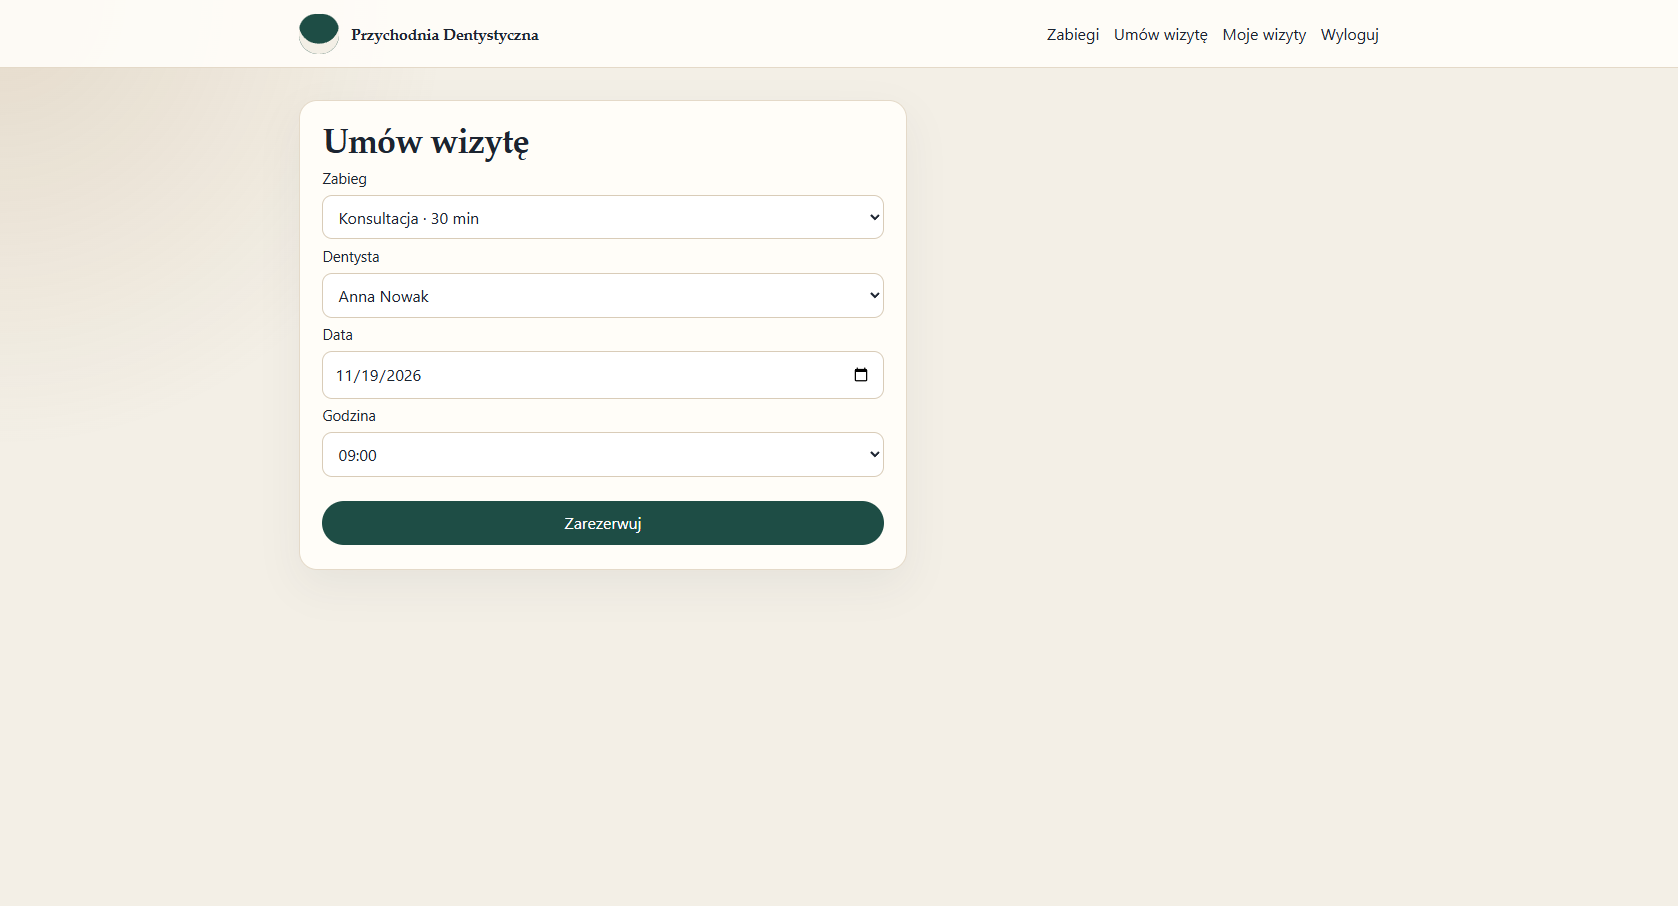 Przychodnia Dentystyczna
Zabiegi Umów wizytę Moje wizyty Wyloguj
Umów wizytę
Zabieg
Konsultacja · 30 min
Dentysta
Anna Nowak
Data
11/19/2026
Godzina
09:00
Zarezerwuj